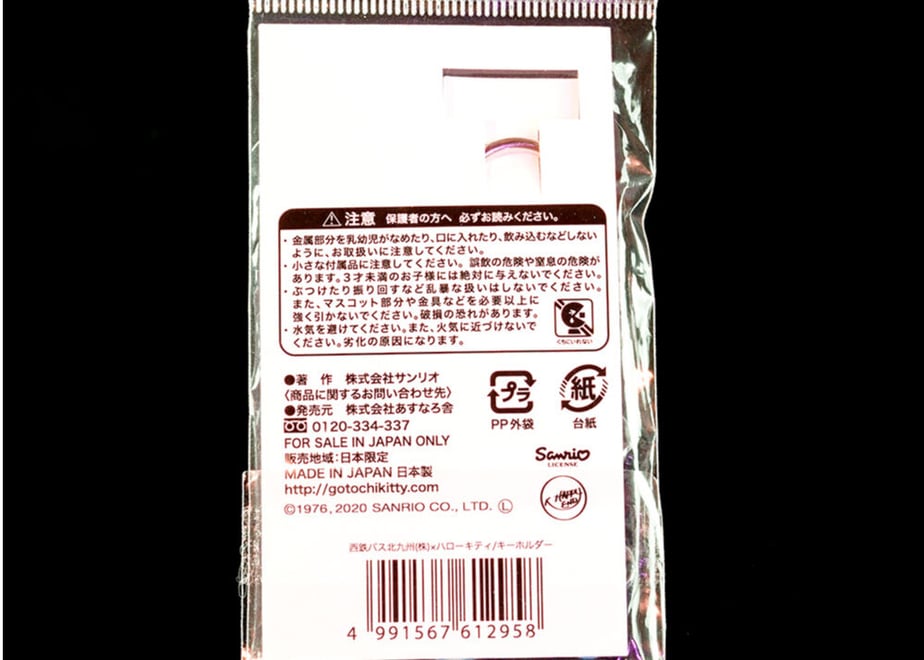 注意 保護者の方へ 必ずお読みください。
・金属部分を乳幼児がなめたり、口に入れたり、飲み込むなどしない
ように、お取扱いに注意してください。
・小さな付属品に注意してください。誤飲の危険や窒息の危険が
あります。3才未満のお子様には絶対に与えないでください。
・ぶつけたり振り回すなど乱暴な扱いはしないでください。
また、マスコット部分や金具などを必要以上に
強く引かないでください。破損の恐れがあります。
・水気を避けてください。また、火気に近づけないで
ください。劣化の原因になります。
くちにいれない
●著 作 株式会社サンリオ
〈商品に関するお問い合わせ先〉
●発売元 株式会社あすなろ舎
0120-334-337
FOR SALE IN JAPAN ONLY
販売地域:日本限定
MADE IN JAPAN 日本製
http://gotochikitty.com
©1976, 2020 SANRIO CO., LTD. Ⓛ
プラ
PP外袋
紙
台紙
Sanrio
LICENSE
西鉄バス北九州(株)×ハローキティ/キーホルダー
4 991567 612958